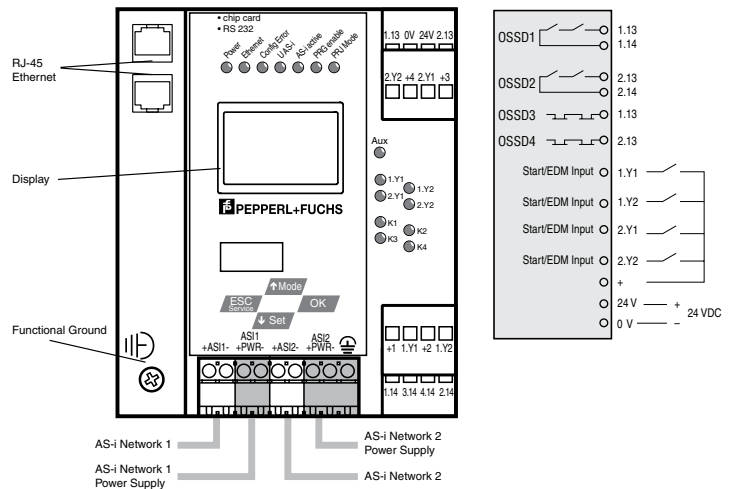 • chip card
• RS 232
Power
Ethernet
Config Error
U AS-i
AS-i active
PRG enable
PRJ Mode
1.13 0V 24V 2.13
2.Y2 +4 2.Y1 +3
RJ-45
Ethernet
Display
Aux
1.Y1
1.Y2
2.Y1
2.Y2
K1
K2
K3
K4
PEPPERL+FUCHS
↑ Mode
ESC
Service
OK
↓ Set
Functional Ground
+ASI1-
ASI1
+PWR-
+ASI2-
ASI2
+PWR-
+1 1.Y1 +2 1.Y2
1.14 3.14 4.14 2.14
AS-i Network 1
AS-i Network 1
Power Supply
AS-i Network 2
Power Supply
AS-i Network 2
OSSD1
1.13
1.14
OSSD2
2.13
2.14
OSSD3 1.13
OSSD4 2.13
Start/EDM Input 1.Y1
Start/EDM Input 1.Y2
Start/EDM Input 2.Y1
Start/EDM Input 2.Y2
+
24 V +
24 VDC
0 V –